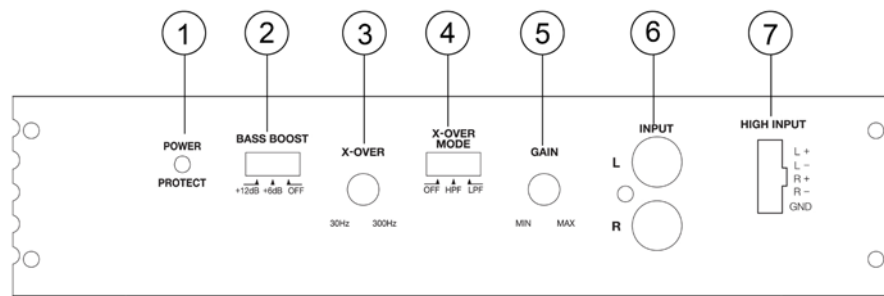 1 2 3 4 5 6 7
POWER
PROTECT
BASS BOOST
+12dB +6dB OFF
X-OVER
30Hz 300Hz
X-OVER
MODE
OFF HPF LPF
GAIN
MIN MAX
INPUT
L
R
HIGH INPUT
L +
L −
R +
R −
GND